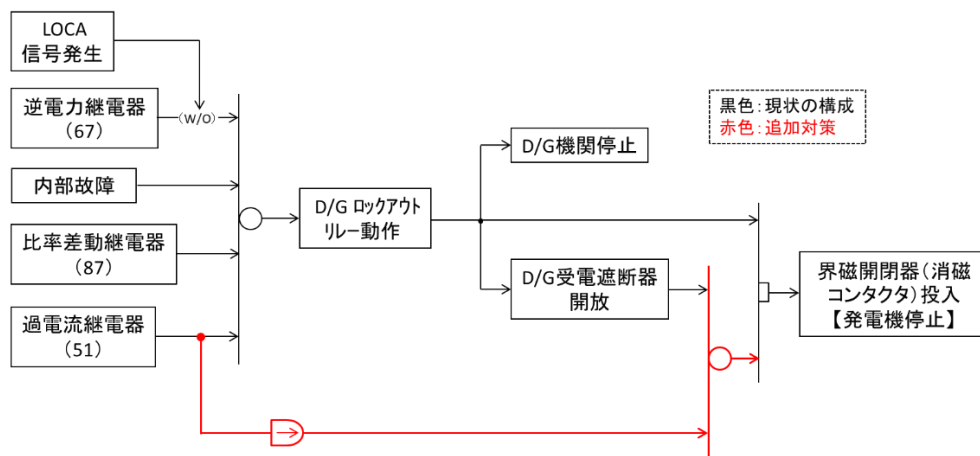 LOCA
信号発生
逆電力継電器
(67)
(W/O)
内部故障
比率差動継電器
(87)
過電流継電器
(51)
D/G ロックアウト
リレー動作
D/G機関停止
D/G受電遮断器
開放
黒色:現状の構成
赤色:追加対策
界磁開閉器(消磁
コンタクタ)投入
【発電機停止】